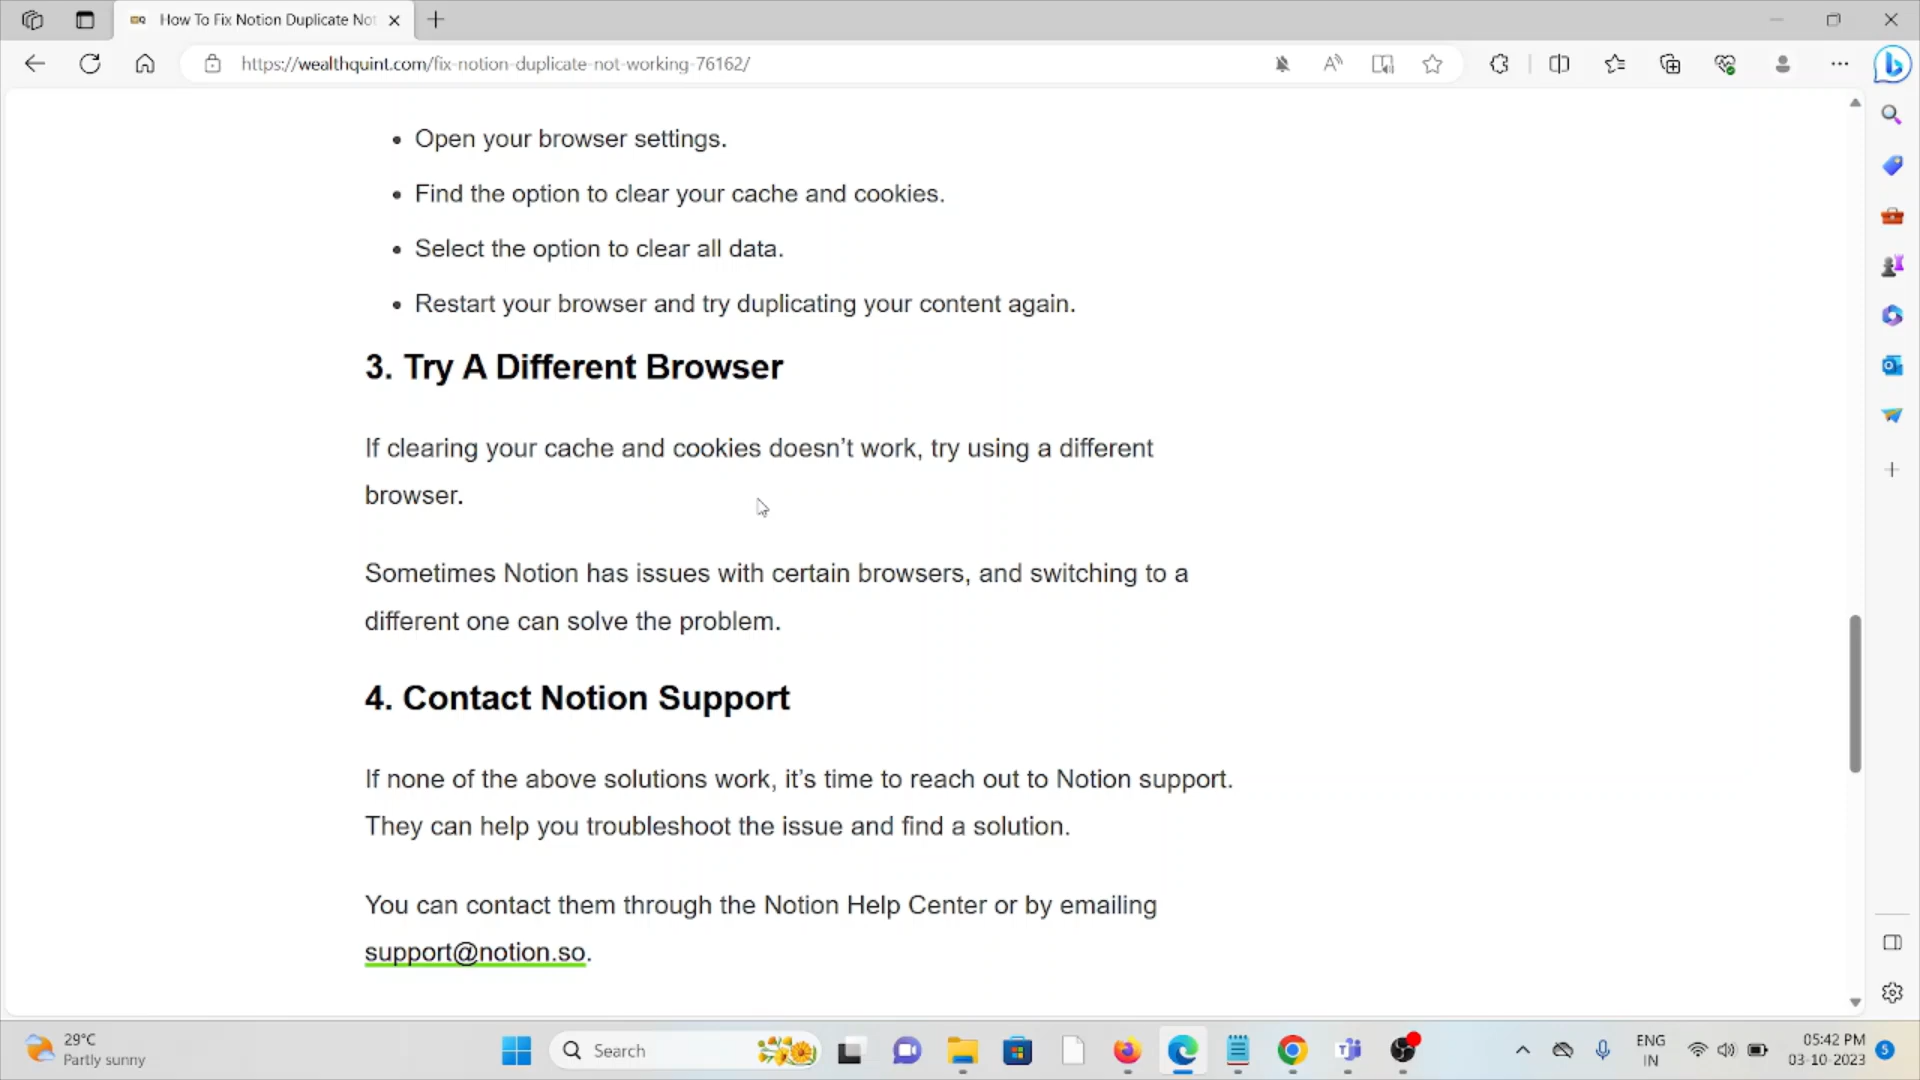 How To Fix Notion Duplicate Not
https://wealthquint.com/fix-notion-duplicate-not-working-76162/
• Open your browser settings.
• Find the option to clear your cache and cookies.
• Select the option to clear all data.
• Restart your browser and try duplicating your content again.
3. Try A Different Browser
If clearing your cache and cookies doesn’t work, try using a different
browser.
Sometimes Notion has issues with certain browsers, and switching to a
different one can solve the problem.
4. Contact Notion Support
If none of the above solutions work, it’s time to reach out to Notion support.
They can help you troubleshoot the issue and find a solution.
You can contact them through the Notion Help Center or by emailing
support@notion.so.
29°C
Partly sunny
Search
ENG
IN
05:42 PM
03-10-2023
5